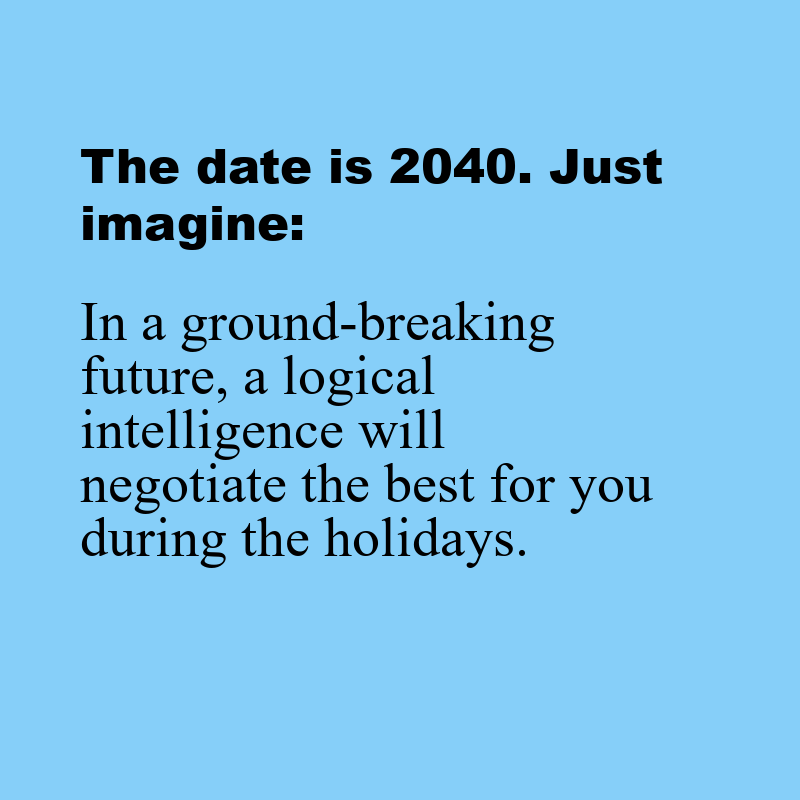 The date is 2040. Just
imagine:
In a ground-breaking
future, a logical
intelligence will
negotiate the best for you
during the holidays.